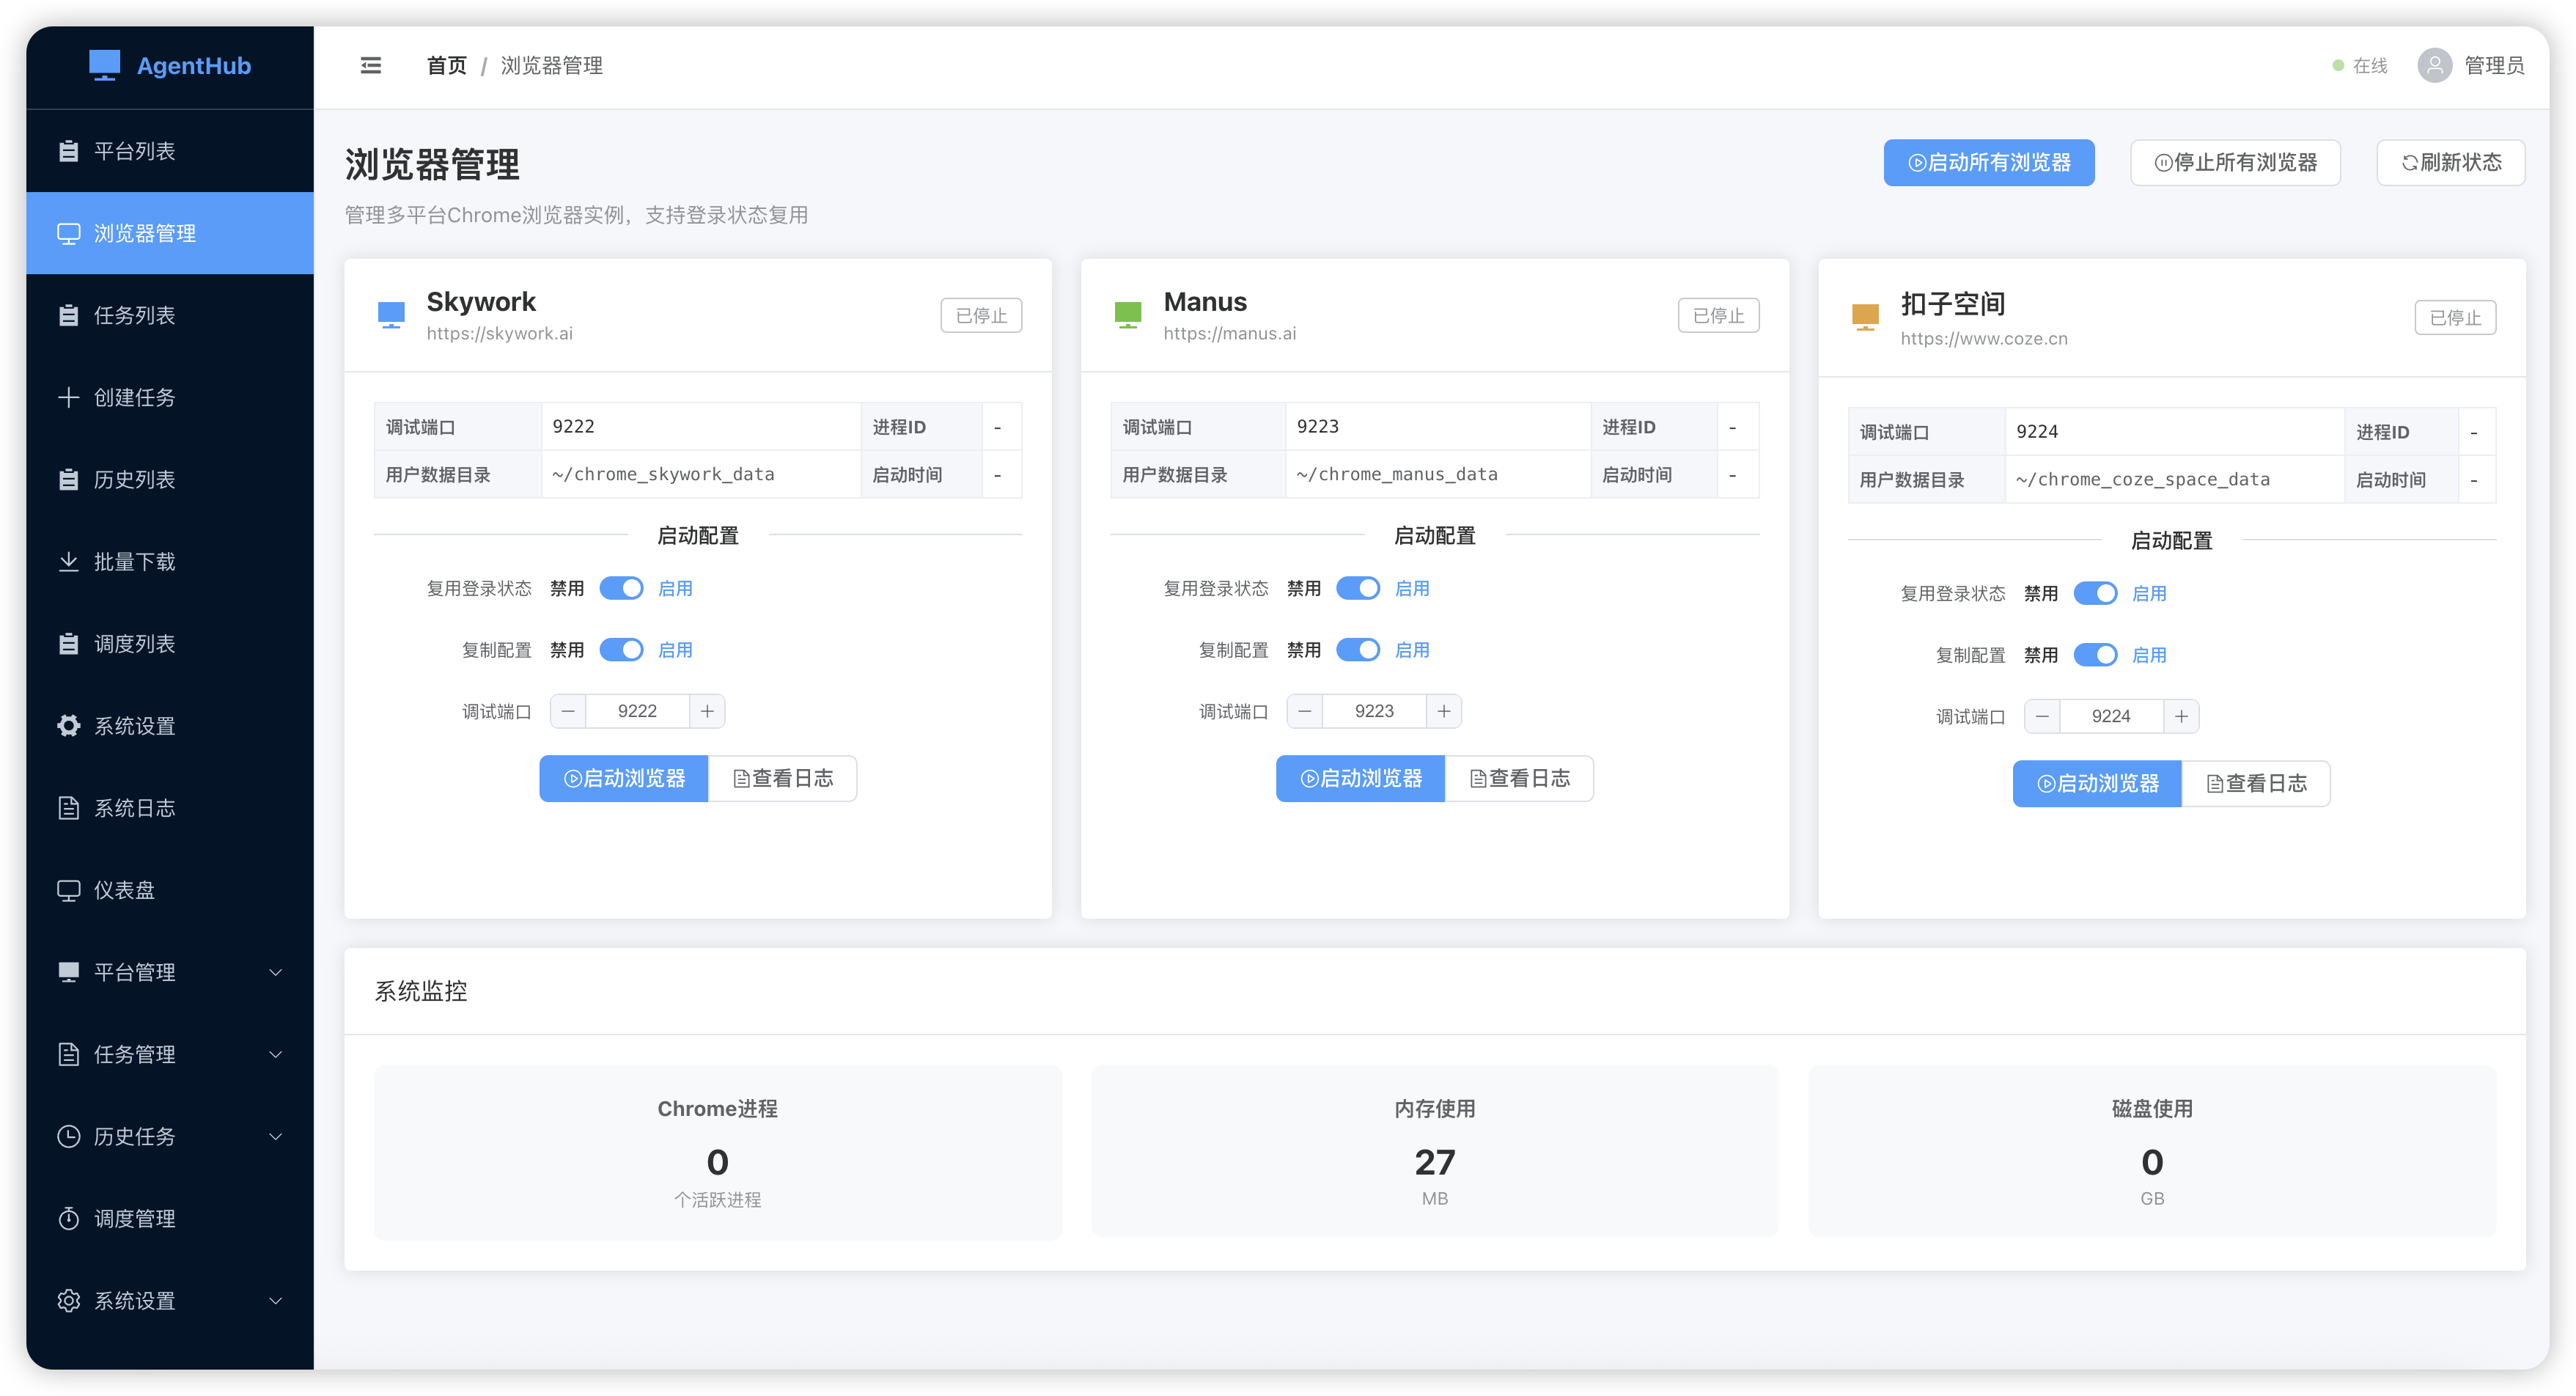 AgentHub
首页 / 浏览器管理
在线
管理员
平台列表
浏览器管理
任务列表
创建任务
历史列表
批量下载
调度列表
系统设置
系统日志
仪表盘
平台管理
任务管理
历史任务
调度管理
系统设置
浏览器管理
管理多平台Chrome浏览器实例，支持登录状态复用
启动所有浏览器
停止所有浏览器
刷新状态
Skywork
https://skywork.ai
已停止
调试端口 9222 进程ID -
用户数据目录 ~/chrome_skywork_data 启动时间 -
启动配置
复用登录状态 禁用 启用
复制配置 禁用 启用
调试端口 9222
启动浏览器 查看日志
Manus
https://manus.ai
已停止
调试端口 9223 进程ID -
用户数据目录 ~/chrome_manus_data 启动时间 -
启动配置
复用登录状态 禁用 启用
复制配置 禁用 启用
调试端口 9223
启动浏览器 查看日志
扣子空间
https://www.coze.cn
已停止
调试端口 9224 进程ID -
用户数据目录 ~/chrome_coze_space_data 启动时间 -
启动配置
复用登录状态 禁用 启用
复制配置 禁用 启用
调试端口 9224
启动浏览器 查看日志
系统监控
Chrome进程
0
个活跃进程
内存使用
27
MB
磁盘使用
0
GB